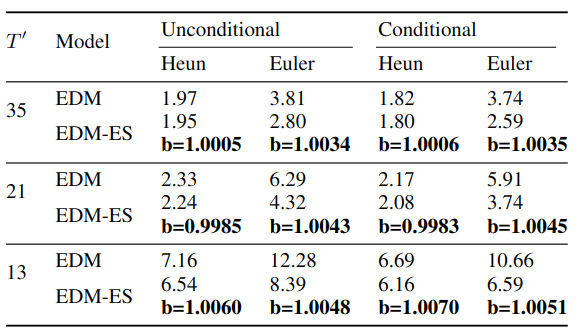 T′ Model Unconditional Conditional
Heun Euler Heun Euler
35 EDM 1.97 3.81 1.82 3.74
EDM-ES 1.95 2.80 1.80 2.59
b=1.0005 b=1.0034 b=1.0006 b=1.0035
21 EDM 2.33 6.29 2.17 5.91
EDM-ES 2.24 4.32 2.08 3.74
b=0.9985 b=1.0043 b=0.9983 b=1.0045
13 EDM 7.16 12.28 6.69 10.66
EDM-ES 6.54 8.39 6.16 6.59
b=1.0060 b=1.0048 b=1.0070 b=1.0051